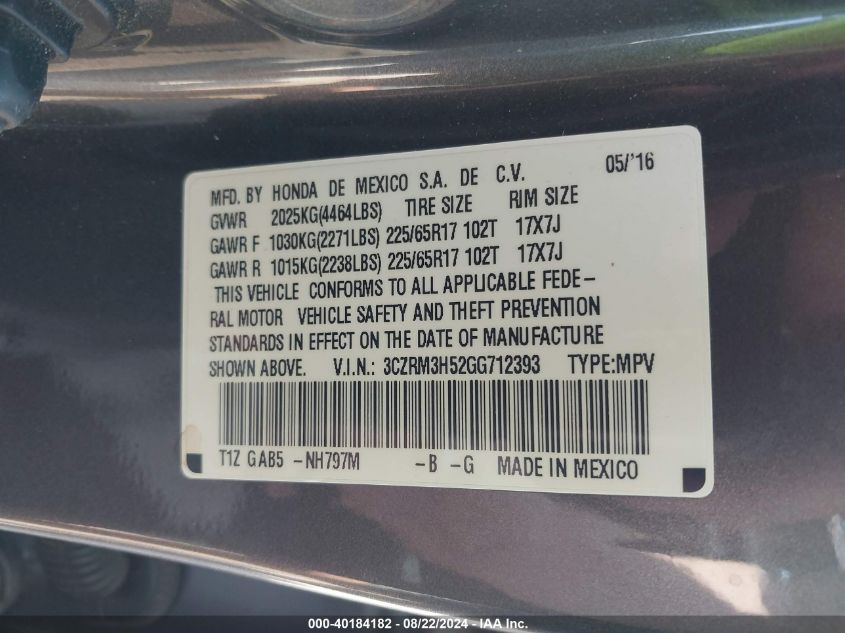 MFD. BY HONDA DE MEXICO S.A. DE C.V. 05/'16
GVWR 2025KG(4464LBS) TIRE SIZE RIM SIZE
GAWR F 1030KG(2271LBS) 225/65R17 102T 17X7J
GAWR R 1015KG(2238LBS) 225/65R17 102T 17X7J
THIS VEHICLE CONFORMS TO ALL APPLICABLE FEDE-
RAL MOTOR VEHICLE SAFETY AND THEFT PREVENTION
STANDARDS IN EFFECT ON THE DATE OF MANUFACTURE
SHOWN ABOVE. V.I.N.: 3CZRM3H52GG712393 TYPE:MPV
T1Z GAB5 -NH797M -B -G MADE IN MEXICO
000-40184182 - 08/22/2024 - IAAI.com